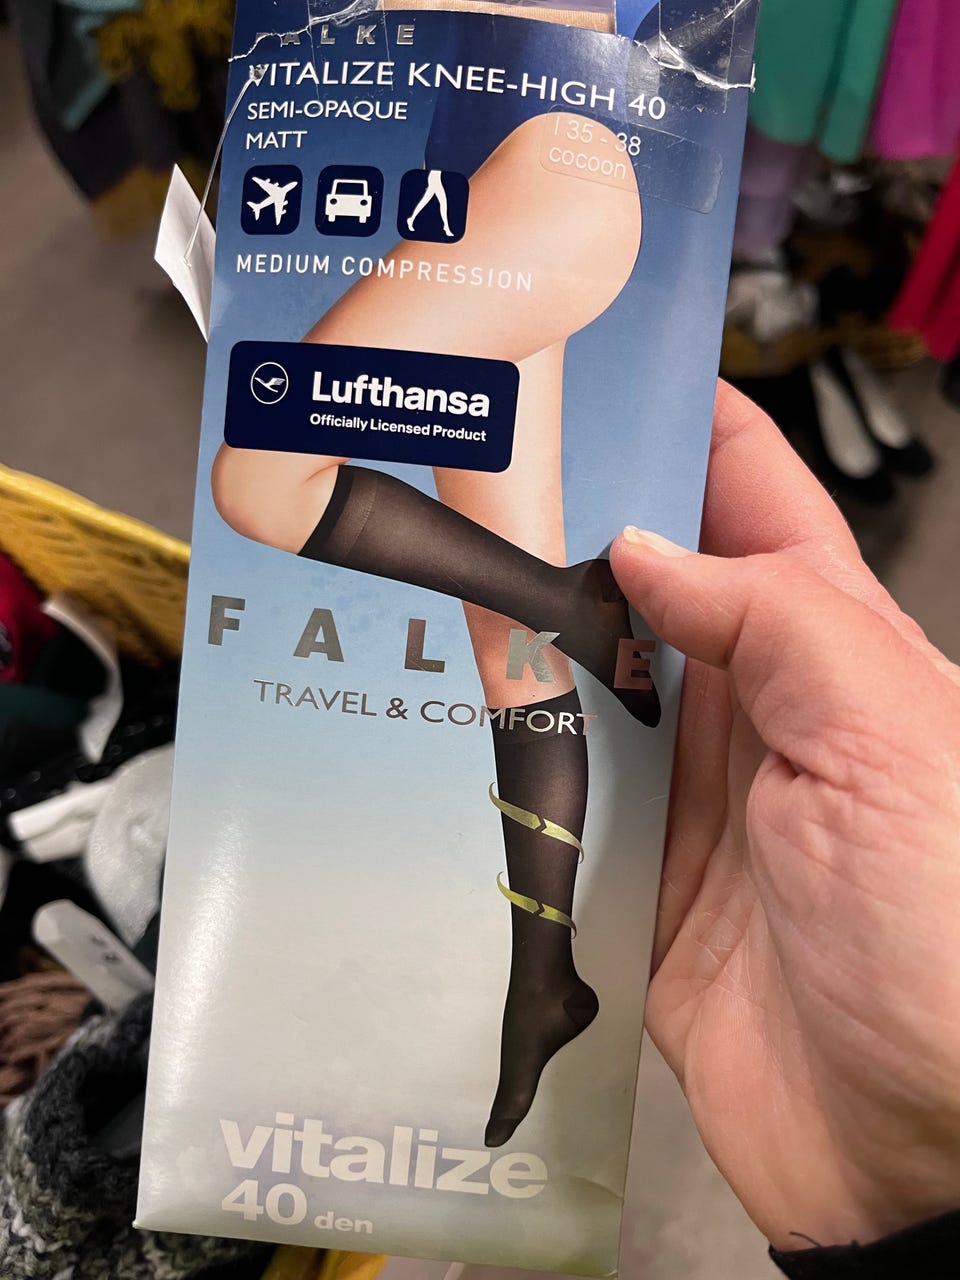 FALKE
VITALIZE KNEE-HIGH 40
SEMI-OPAQUE
MATT
I 35 - 38
cocoon
MEDIUM COMPRESSION
Lufthansa
Officially Licensed Product
FALKE
TRAVEL & COMFORT
vitalize
40 den